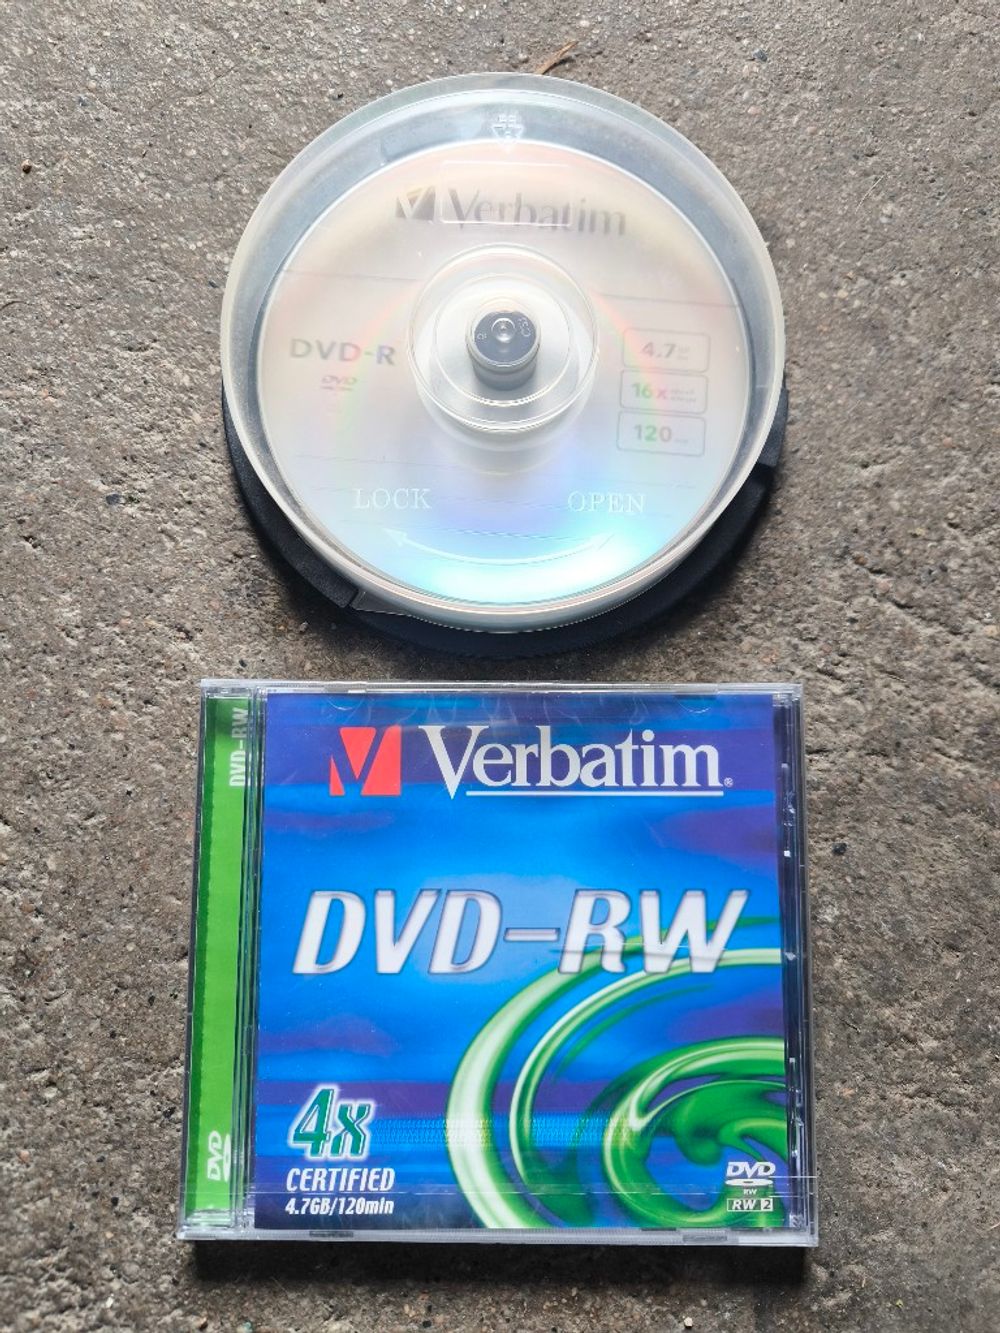 Verbatim
DVD-R
DVD
4.7
16x
120
LOCK OPEN
DVD-RW
Verbatim
DVD-RW
4x
CERTIFIED
4.7GB/120min
DVD
DVD
RW
RW 2